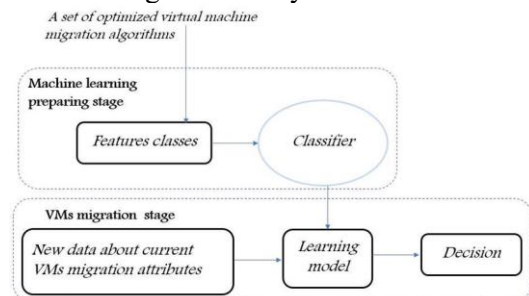 A set of optimized virtual machine
migration algorithms
Machine learning
preparing stage
Features classes
Classifier
VMs migration stage
New data about current
VMs migration attributes
Learning
model
Decision